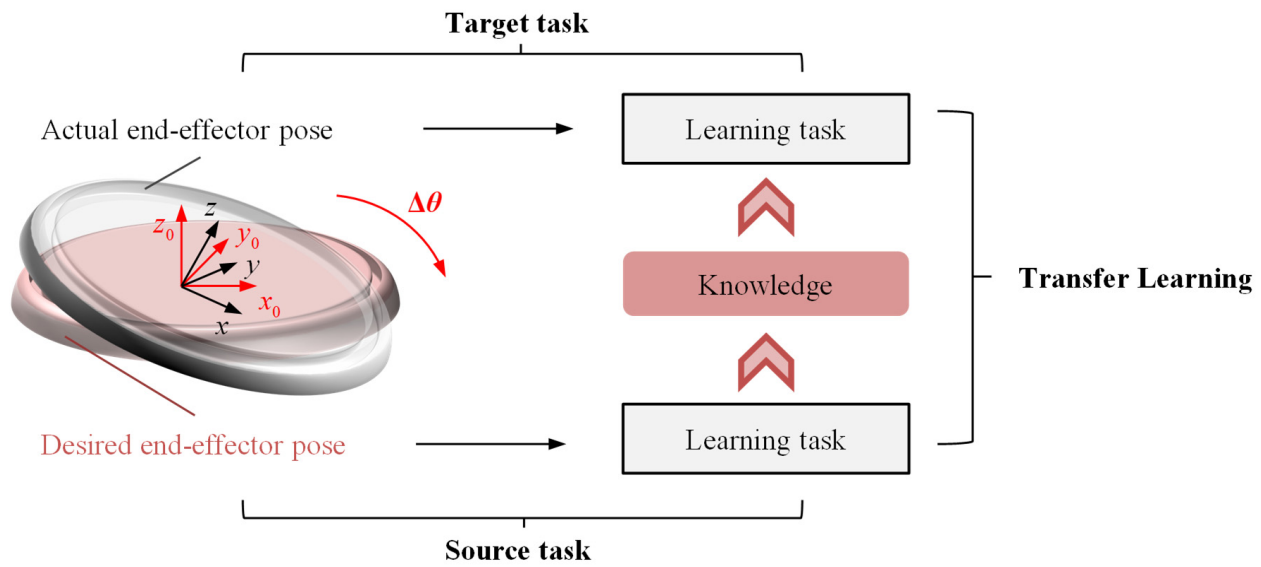 Target task
Actual end-effector pose
Learning task
Δθ
z₀
z
y₀
y
x₀
x
Knowledge
Transfer Learning
Desired end-effector pose
Learning task
Source task